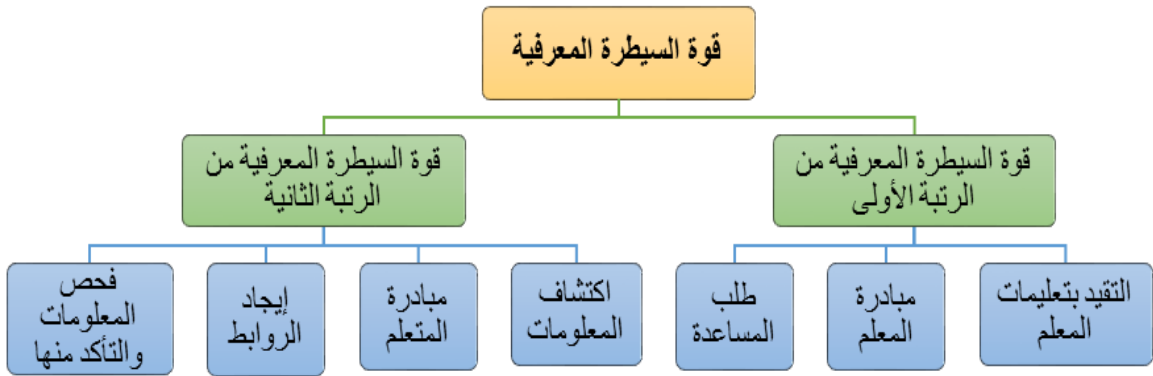 قوة السيطرة المعرفية
قوة السيطرة المعرفية من
الرتبة الأولى
قوة السيطرة المعرفية من
الرتبة الثانية
التقيد بتعليمات
المعلم
مبادرة
المعلم
طلب
المساعدة
اكتشاف
المعلومات
مبادرة
المتعلم
إيجاد
الروابط
فحص
المعلومات
والتأكد منها